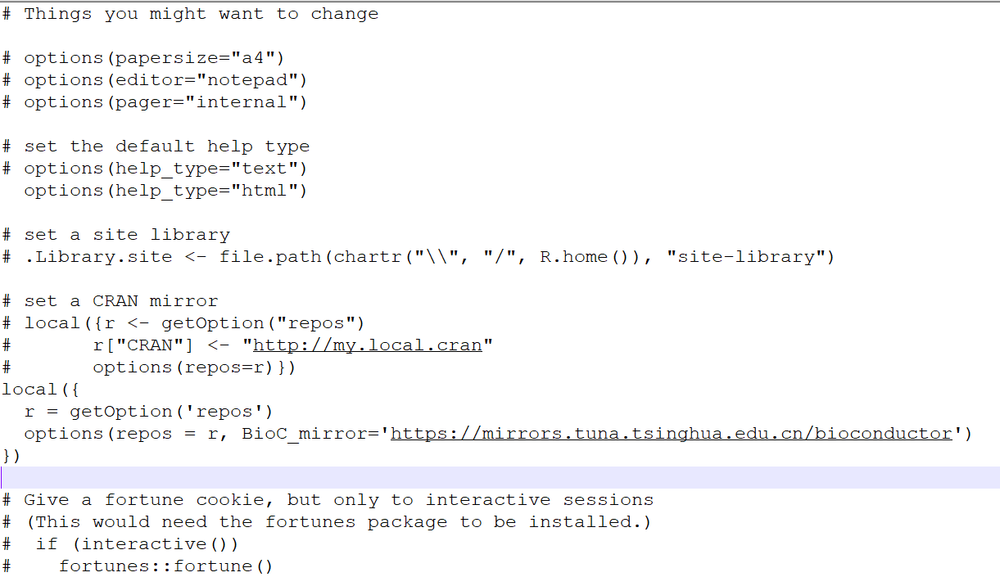 # Things you might want to change

# options(papersize="a4")
# options(editor="notepad")
# options(pager="internal")

# set the default help type
# options(help_type="text")
  options(help_type="html")

# set a site library
# .Library.site <- file.path(chartr("\\", "/", R.home()), "site-library")

# set a CRAN mirror
# local({r <- getOption("repos")
#       r["CRAN"] <- "http://my.local.cran"
#       options(repos=r)})
local({
  r = getOption('repos')
  options(repos = r, BioC_mirror='https://mirrors.tuna.tsinghua.edu.cn/bioconductor')
})

# Give a fortune cookie, but only to interactive sessions
# (This would need the fortunes package to be installed.)
#  if (interactive())
#    fortunes::fortune()